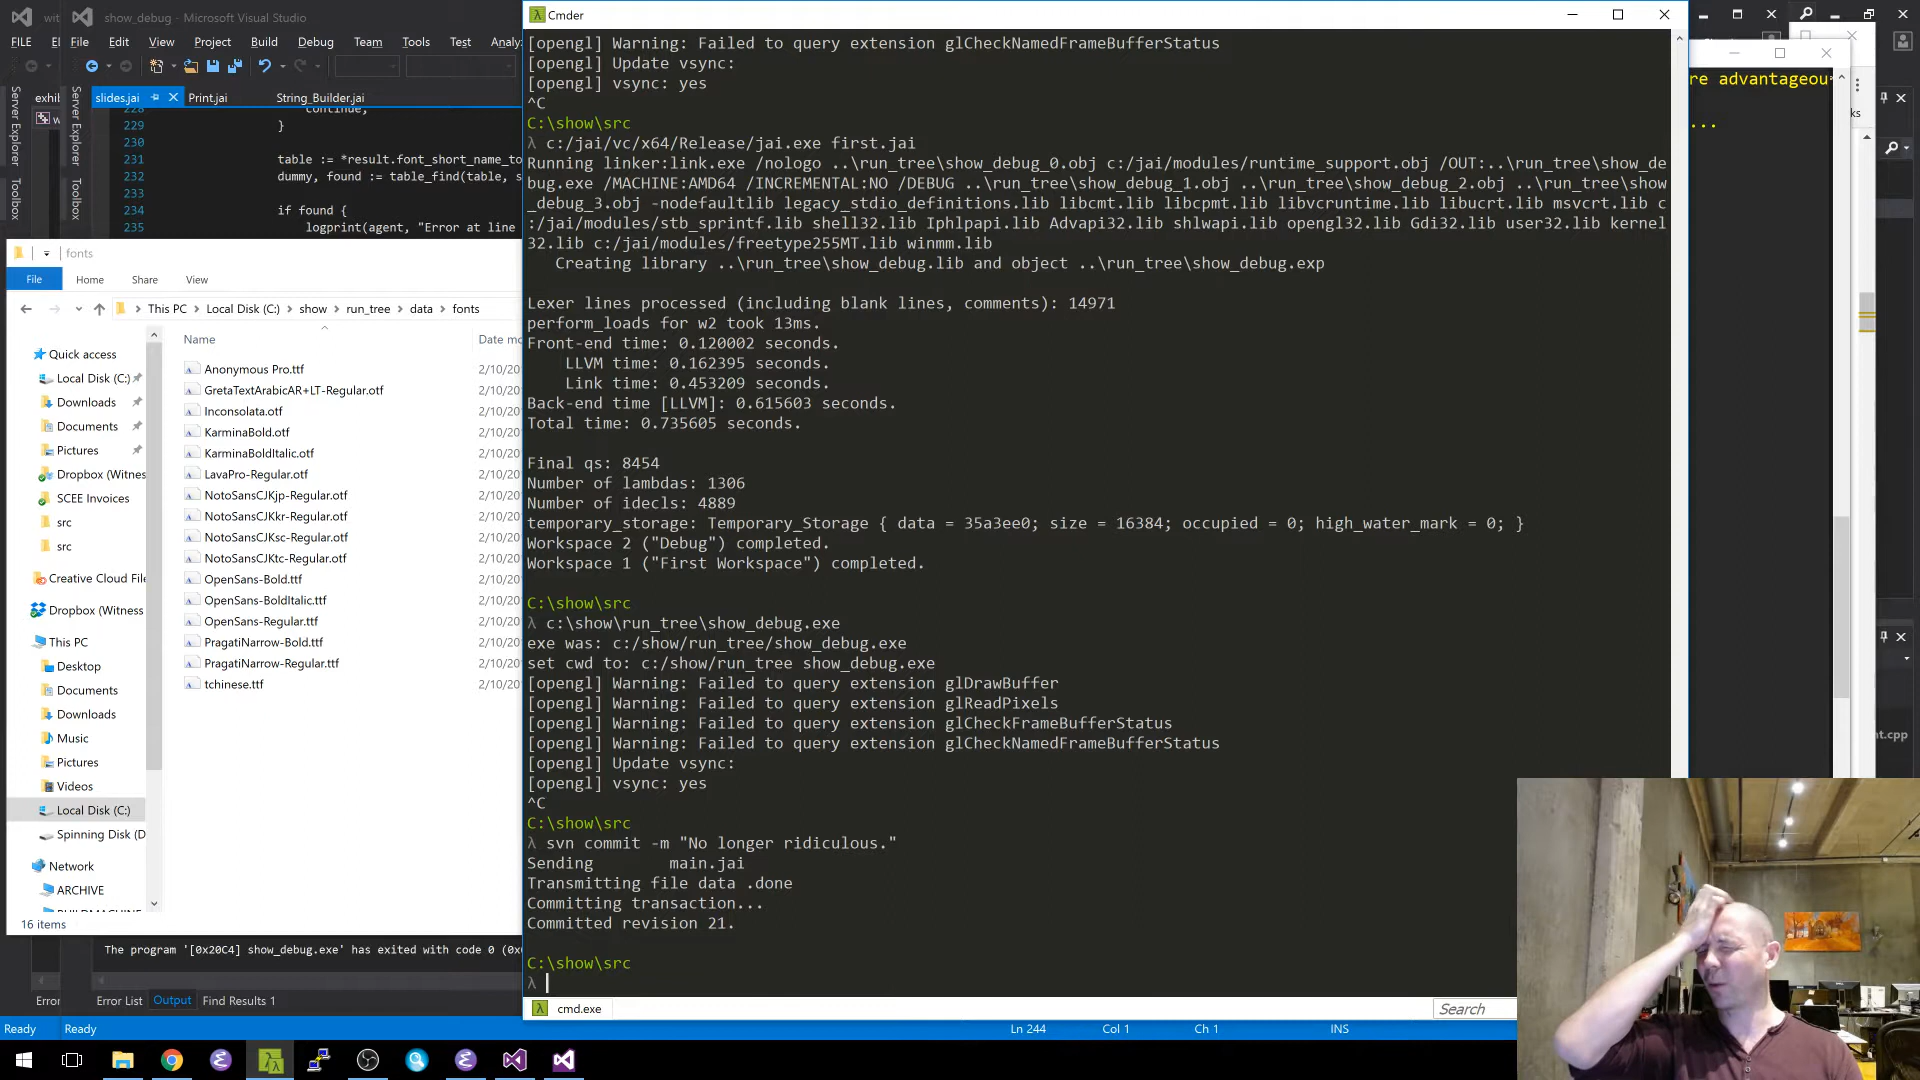 show_debug - Microsoft Visual Studio
FILE
File Edit View Project Build Debug Team Tools Test
slides.jai
Print.jai
String_Builder.jai
Server Explorer
Toolbox
Server Explorer
Toolbox
229 }
230
231 table := *result.font_short_name_to
232 dummy, found := table_find(table, s
233
234 if found {
235 logprint(agent, "Error at line
fonts
File Home Share View
This PC
Local Disk (C:)
show
run_tree
data
fonts
Name
Quick access
Local Disk (C:)
Downloads
Documents
Pictures
Dropbox (Witnes
SCEE Invoices
src
src
Creative Cloud File
Dropbox (Witness
This PC
Desktop
Documents
Downloads
Music
Pictures
Videos
Local Disk (C:)
Spinning Disk (D
Network
ARCHIVE
Anonymous Pro.ttf
GretaTextArabicAR+LT-Regular.otf
Inconsolata.otf
KarminaBold.otf
KarminaBoldItalic.otf
LavaPro-Regular.otf
NotoSansCJKjp-Regular.otf
NotoSansCJKkr-Regular.otf
NotoSansCJKsc-Regular.otf
NotoSansCJKtc-Regular.otf
OpenSans-Bold.ttf
OpenSans-BoldItalic.ttf
OpenSans-Regular.ttf
PragatiNarrow-Bold.ttf
PragatiNarrow-Regular.ttf
tchinese.ttf
16 items
The program '[0x20C4] show_debug.exe' has exited with code 0 (0x
Error List Output Find Results 1
Ready
Ready
Cmder
[opengl] Warning: Failed to query extension glCheckNamedFrameBufferStatus
[opengl] Update vsync:
[opengl] vsync: yes
^C
C:\show\src
λ c:/jai/vc/x64/Release/jai.exe first.jai
Running linker:link.exe /nologo ..\run_tree\show_debug_0.obj c:/jai/modules/runtime_support.obj /OUT:..\run_tree\show_de
bug.exe /MACHINE:AMD64 /INCREMENTAL:NO /DEBUG ..\run_tree\show_debug_1.obj ..\run_tree\show_debug_2.obj ..\run_tree\show
_debug_3.obj -nodefaultlib legacy_stdio_definitions.lib libcmt.lib libcpmt.lib libvcruntime.lib libucrt.lib msvcrt.lib c
:/jai/modules/stb_sprintf.lib shell32.lib Iphlpapi.lib Advapi32.lib shlwapi.lib opengl32.lib Gdi32.lib user32.lib kernel
32.lib c:/jai/modules/freetype255MT.lib winmm.lib
Creating library ..\run_tree\show_debug.lib and object ..\run_tree\show_debug.exp
Lexer lines processed (including blank lines, comments): 14971
perform_loads for w2 took 13ms.
Front-end time: 0.120002 seconds.
LLVM time: 0.162395 seconds.
Link time: 0.453209 seconds.
Back-end time [LLVM]: 0.615603 seconds.
Total time: 0.735605 seconds.
Final qs: 8454
Number of lambdas: 1306
Number of idecls: 4889
temporary_storage: Temporary_Storage { data = 35a3ee0; size = 16384; occupied = 0; high_water_mark = 0; }
Workspace 2 ("Debug") completed.
Workspace 1 ("First Workspace") completed.
C:\show\src
λ c:\show\run_tree\show_debug.exe
exe was: c:/show/run_tree/show_debug.exe
set cwd to: c:/show/run_tree show_debug.exe
[opengl] Warning: Failed to query extension glDrawBuffer
[opengl] Warning: Failed to query extension glReadPixels
[opengl] Warning: Failed to query extension glCheckFrameBufferStatus
[opengl] Warning: Failed to query extension glCheckNamedFrameBufferStatus
[opengl] Update vsync:
[opengl] vsync: yes
^C
C:\show\src
λ svn commit -m "No longer ridiculous."
Sending main.jai
Transmitting file data .done
Committing transaction...
Committed revision 21.
C:\show\src
λ
cmd.exe
Search
Ln 244 Col 1 Ch 1 INS
re advantageou
...